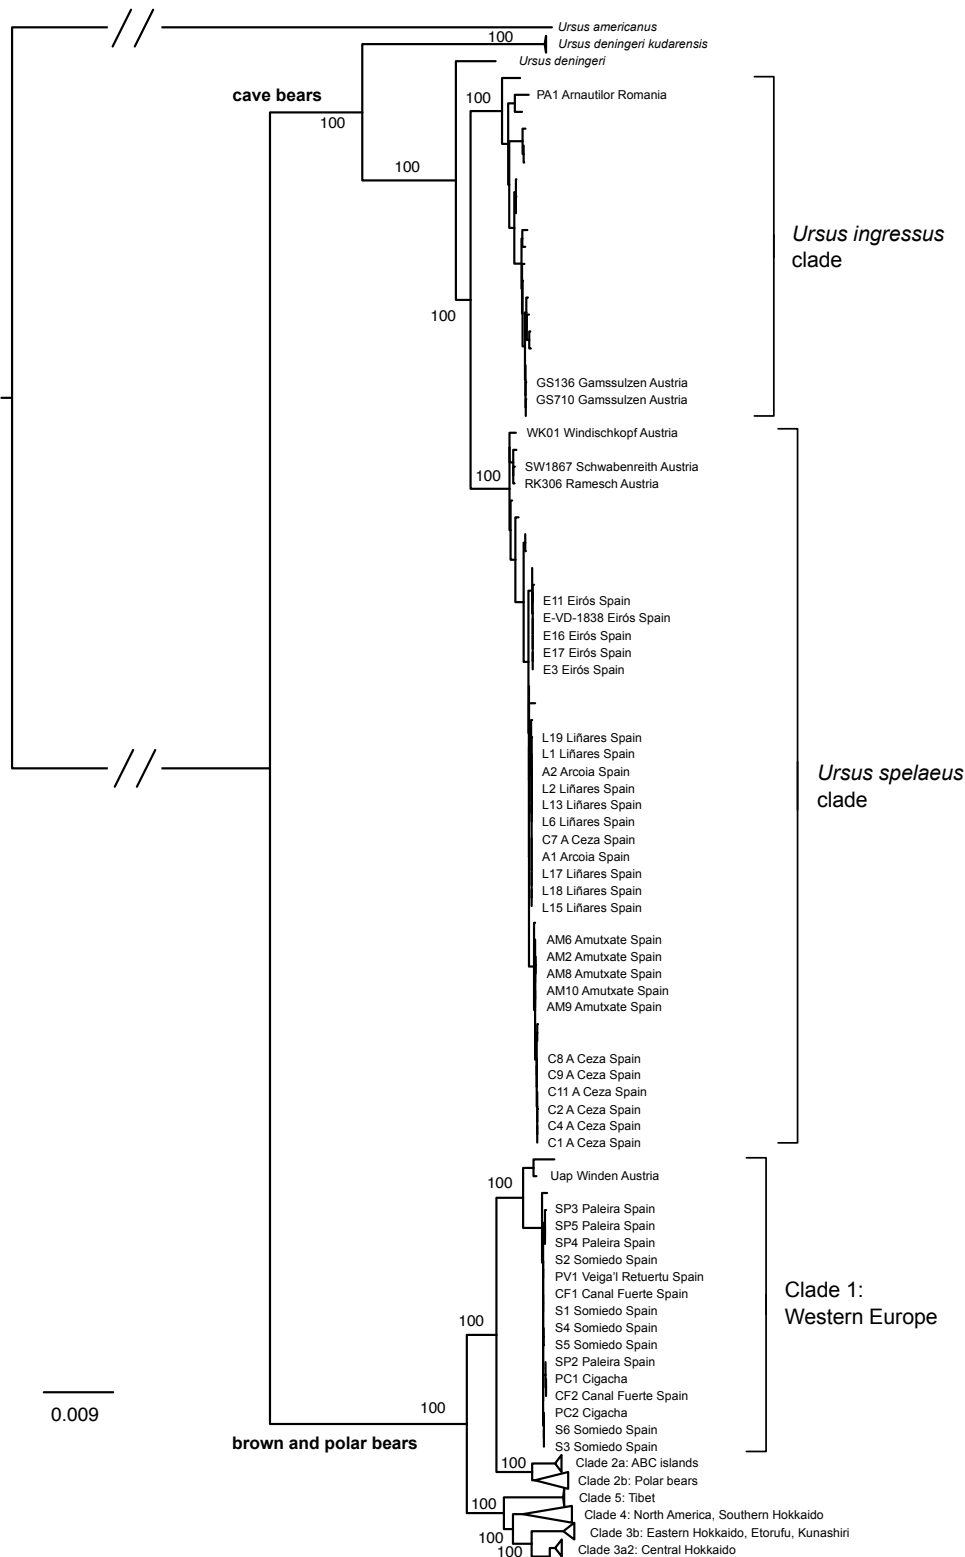 Ursus americanus
100
Ursus deningeri kudarensis
Ursus deningeri
cave bears
100
PA1 Arnautilor Romania
100
100
Ursus ingressus
clade
100
GS136 Gamssulzen Austria
GS710 Gamssulzen Austria
WK01 Windischkopf Austria
SW1867 Schwabenreith Austria
100
RK306 Ramesch Austria
E11 Eirós Spain
E-VD-1838 Eirós Spain
E16 Eirós Spain
E17 Eirós Spain
E3 Eirós Spain
L19 Liñares Spain
L1 Liñares Spain
A2 Arcoia Spain
Ursus spelaeus
clade
L2 Liñares Spain
L13 Liñares Spain
L6 Liñares Spain
C7 A Ceza Spain
A1 Arcoia Spain
L17 Liñares Spain
L18 Liñares Spain
L15 Liñares Spain
AM6 Amutxate Spain
AM2 Amutxate Spain
AM8 Amutxate Spain
AM10 Amutxate Spain
AM9 Amutxate Spain
C8 A Ceza Spain
C9 A Ceza Spain
C11 A Ceza Spain
C2 A Ceza Spain
C4 A Ceza Spain
C1 A Ceza Spain
Uap Winden Austria
100
SP3 Paleira Spain
SP5 Paleira Spain
SP4 Paleira Spain
S2 Somiedo Spain
PV1 Veiga'l Retuertu Spain
CF1 Canal Fuerte Spain
Clade 1:
Western Europe
S1 Somiedo Spain
S4 Somiedo Spain
100
S5 Somiedo Spain
SP2 Paleira Spain
PC1 Cigacha
CF2 Canal Fuerte Spain
0.009
100
PC2 Cigacha
S6 Somiedo Spain
brown and polar bears
S3 Somiedo Spain
100
Clade 2a: ABC islands
Clade 2b: Polar bears
Clade 5: Tibet
100
Clade 4: North America, Southern Hokkaido
Clade 3b: Eastern Hokkaido, Etorufu, Kunashiri
100
100
Clade 3a2: Central Hokkaido